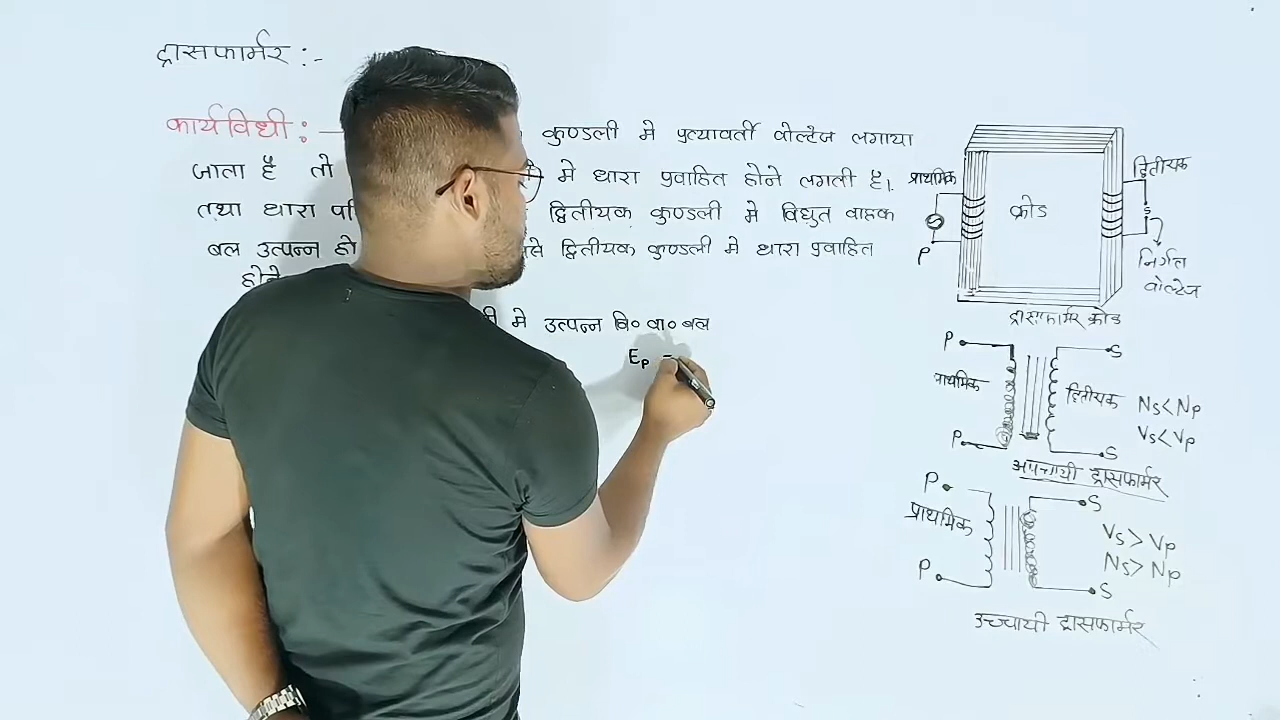 ट्रासफार्मर :-
कार्यविधी : — कुण्डली मे प्रत्यावर्ती वोल्टेज लगाया
जाता है तो मे धारा प्रवाहित होने लगती है।
तथा धारा द्वितीयक कुण्डली मे विद्युत वाहक
बल उत्पन्न हो द्वितीयक कुण्डली मे धारा प्रवाहित
होने
मे उत्पन्न वि० वा० बल
Ep =
प्राथमिक
द्वितीयक
क्रोड
P
निर्गत
वोल्टेज
ट्रासफार्मर क्रोड
P
S
प्राथमिक
द्वितीयक
Ns < Np
Vs < Vp
P
S
अपचायी ट्रासफार्मर
P
S
प्राथमिक
Vs > Vp
Ns > Np
P
S
उच्चायी ट्रासफार्मर